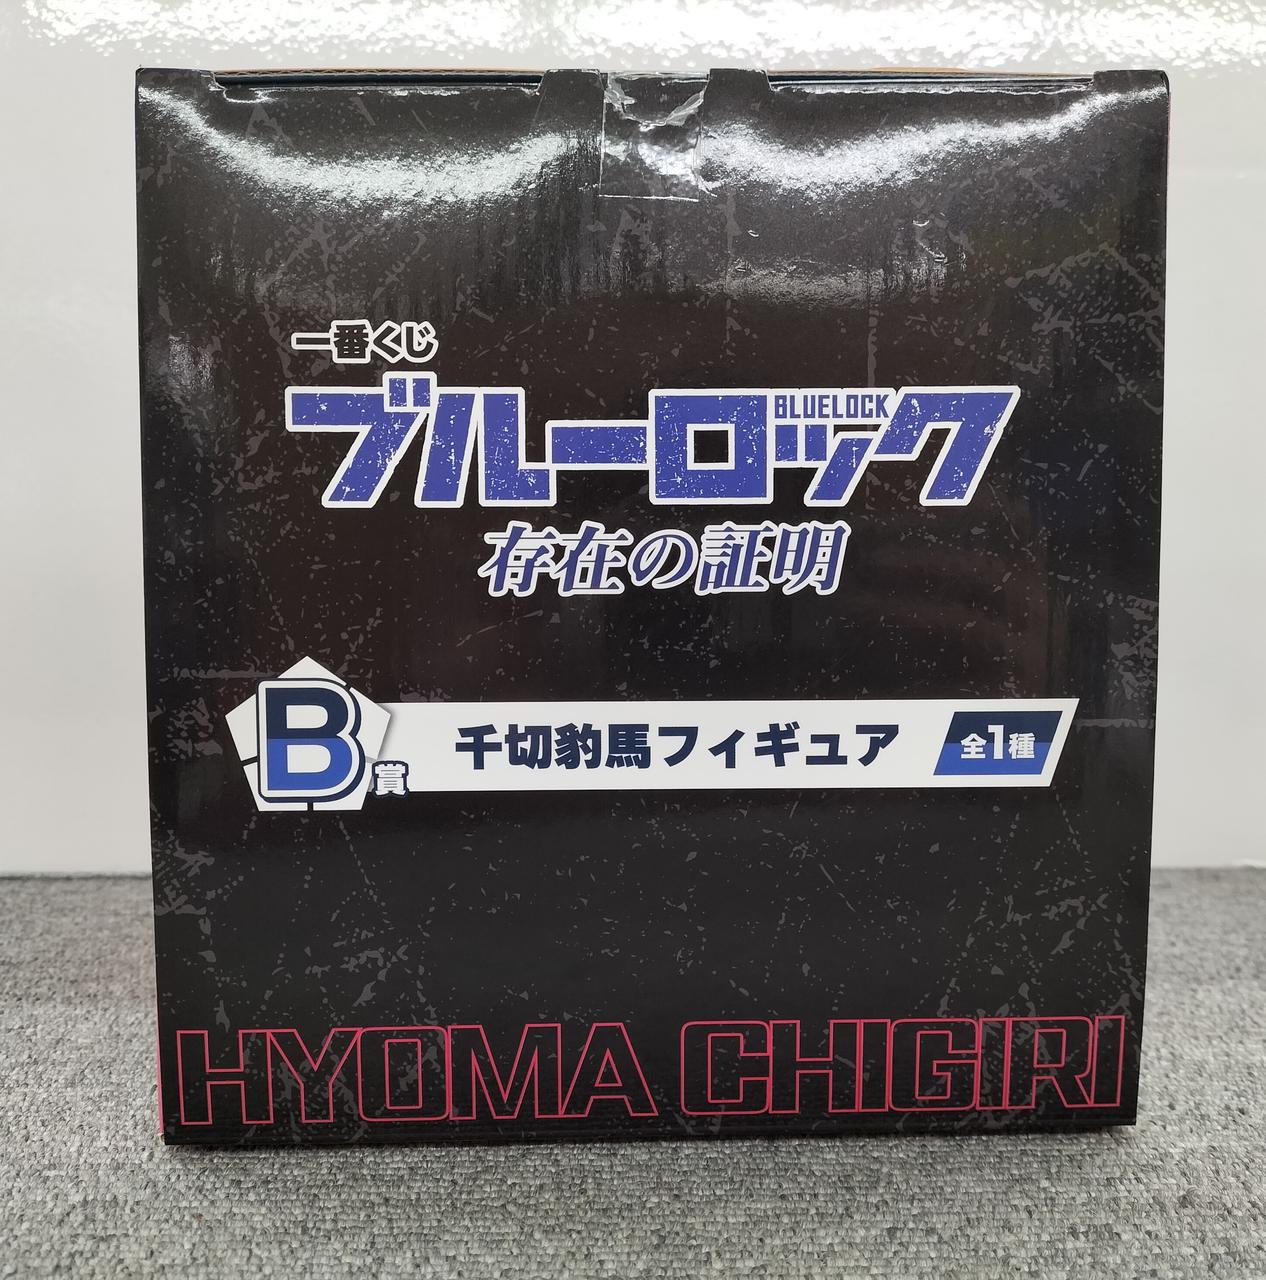 一番くじ
ブルーロック
BLUELOCK
存在の証明
B賞 千切豹馬フィギュア 全1種
HYOMA CHIGIRI